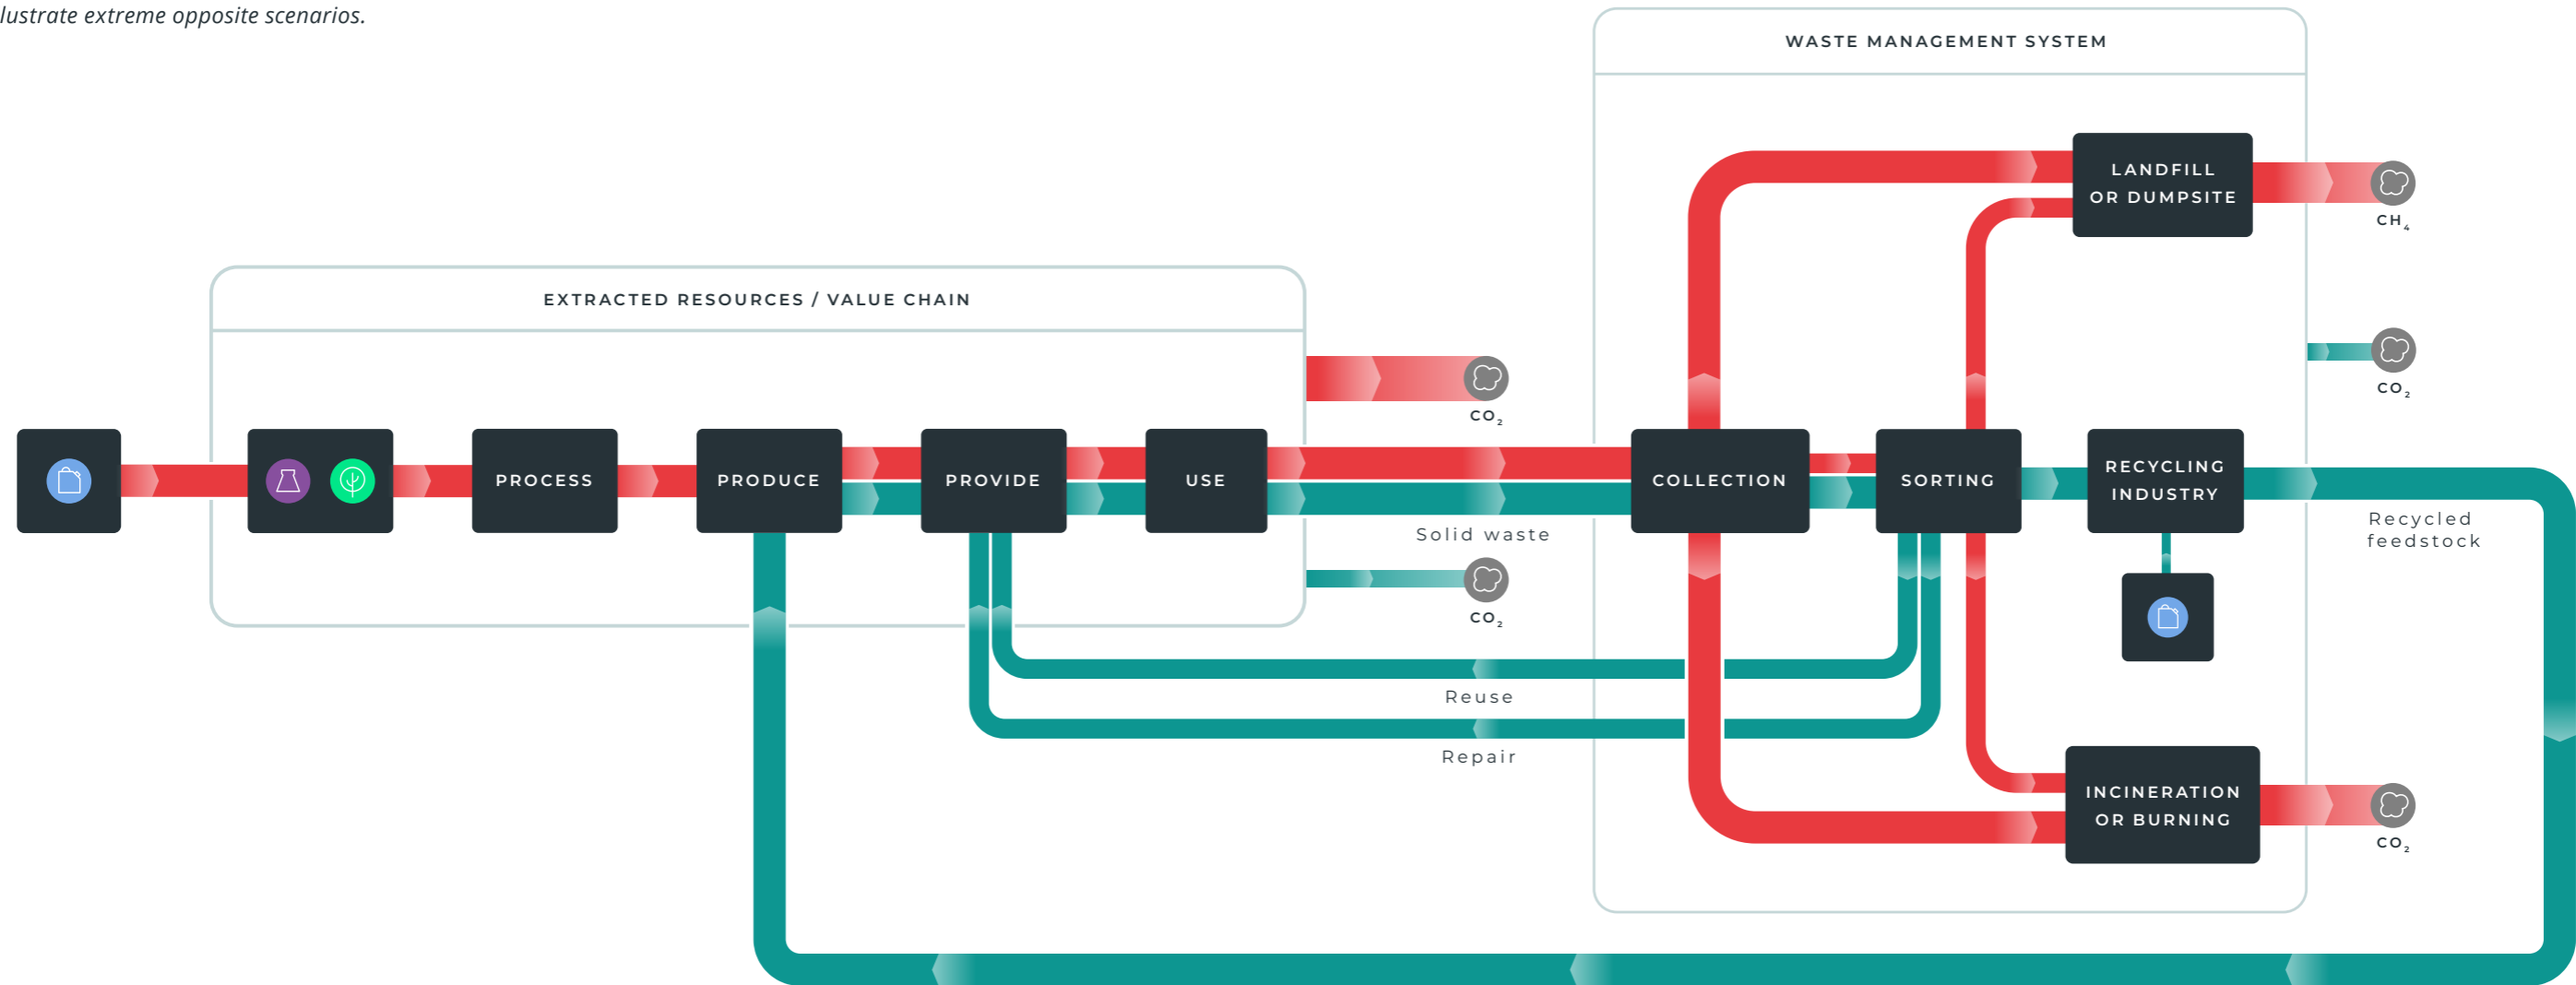 lustrate extreme opposite scenarios.
WASTE MANAGEMENT SYSTEM
LANDFILL
OR DUMPSITE
CH₄
EXTRACTED RESOURCES / VALUE CHAIN
CO₂
CO₂
PROCESS
PRODUCE
PROVIDE
USE
COLLECTION
SORTING
RECYCLING
INDUSTRY
Solid waste
Recycled
feedstock
CO₂
Reuse
Repair
INCINERATION
OR BURNING
CO₂